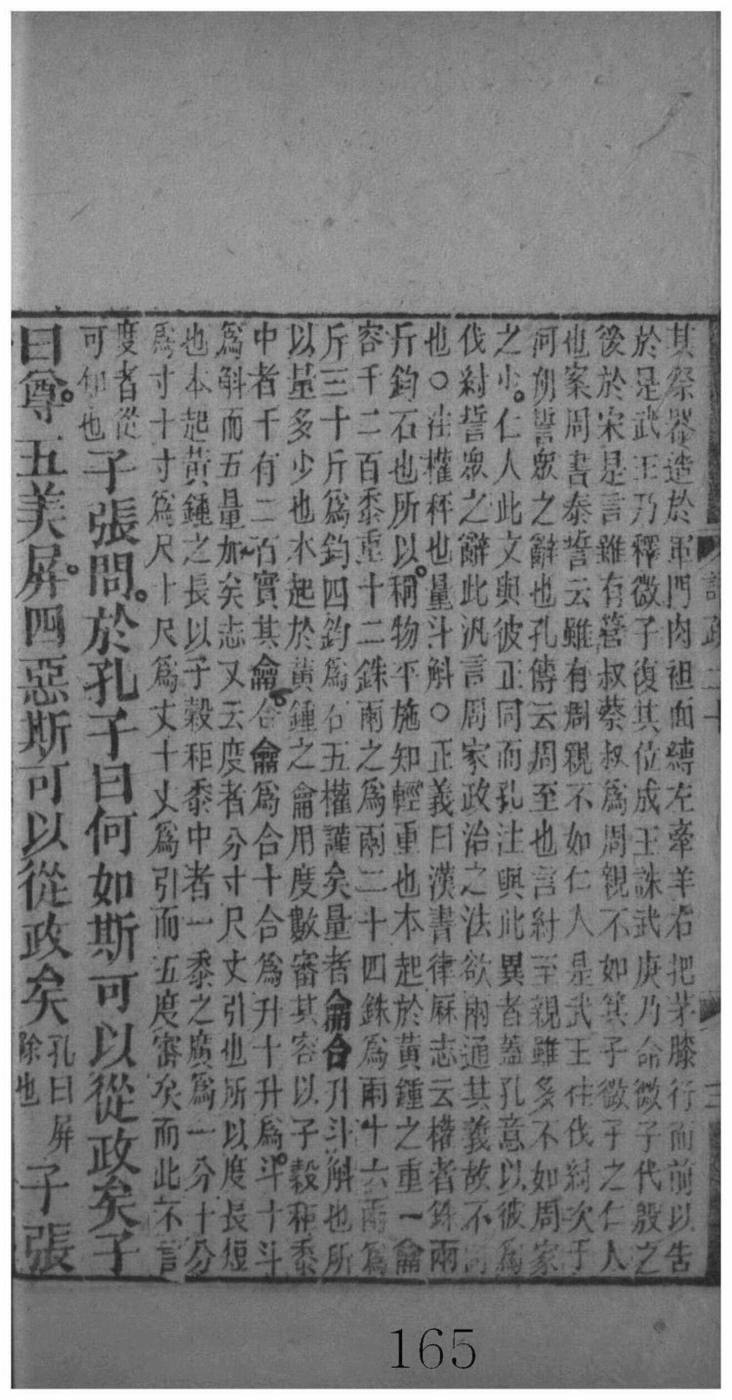 其祭器造於軍門肉袒面縛左牽羊右把茅膝行而前以告
於是武王乃釋微子復其位成王誅武庚乃命微子代殷之
後於宋是言雖有管叔蔡叔爲周親不如箕子微子之仁人
也案周書泰誓云雖有周親不如仁人是武王往伐紂次于
河朔誓衆之辭也孔傳云周至也言紂至親雖多不如周家
之少仁人此文與彼正同而孔注與此異者蓋孔意以彼爲
伐紂誓衆之辭此汎言周家政治之法欲兩通其義故不同
也○注權秤也量斗斛○正義曰漢書律厤志云權者銖兩
斤鈞石也所以稱物平施知輕重也本起於黃鍾之重一龠
容千二百黍重十二銖兩之爲兩二十四銖爲兩十六兩爲
斤三十斤爲鈞四鈞爲石五權謹矣量者龠合升斗斛也所
以量多少也本起於黃鍾之龠用度數審其容以子穀秬黍
中者千有二百實其龠合龠爲合十合爲升十升爲斗十斗
爲斛而五量加矣志又云度者分寸尺丈引也所以度長短
也本起黃鍾之長以子穀秬黍中者一黍之廣爲一分十分
爲寸十寸爲尺十尺爲丈十丈爲引而五度審矣而此不言
度者從可知也子張問於孔子曰何如斯可以從政矣子
曰尊五美屏四惡斯可以從政矣孔曰屏除也子張
語政二十
三
165